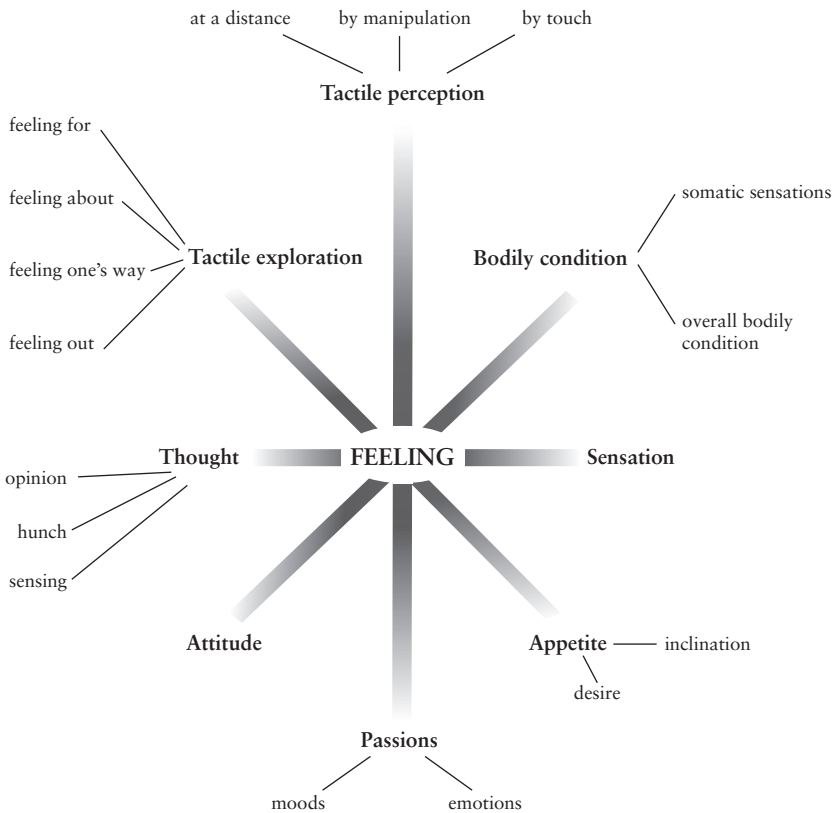 at a distance
by manipulation
by touch
Tactile perception
feeling for
feeling about
feeling one's way
feeling out
Tactile exploration
Bodily condition
somatic sensations
overall bodily
condition
Thought
FEELING
Sensation
opinion
hunch
sensing
Attitude
Appetite
inclination
desire
Passions
moods
emotions